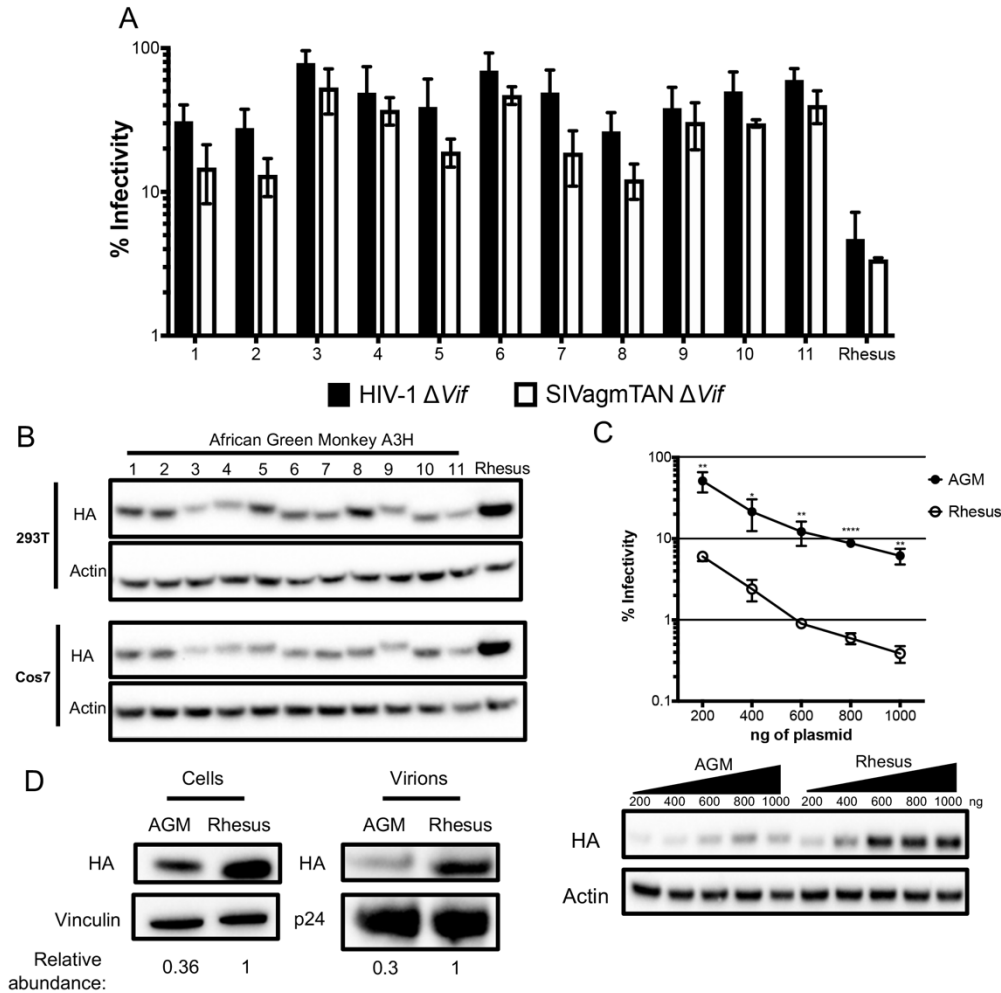 A
% Infectivity
100
10
1
1 2 3 4 5 6 7 8 9 10 11 Rhesus
HIV-1 ΔVif SIVagmTAN ΔVif
B
African Green Monkey A3H
1 2 3 4 5 6 7 8 9 10 11 Rhesus
293T
HA
Actin
Cos7
HA
Actin
C
% Infectivity
100
10
1
0.1
** * ** **** **
AGM
Rhesus
200 400 600 800 1000
ng of plasmid
AGM Rhesus
200 400 600 800 1000 200 400 600 800 1000 ng
HA
Actin
D
Cells Virions
AGM Rhesus AGM Rhesus
HA HA
Vinculin p24
Relative abundance: 0.36 1 0.3 1